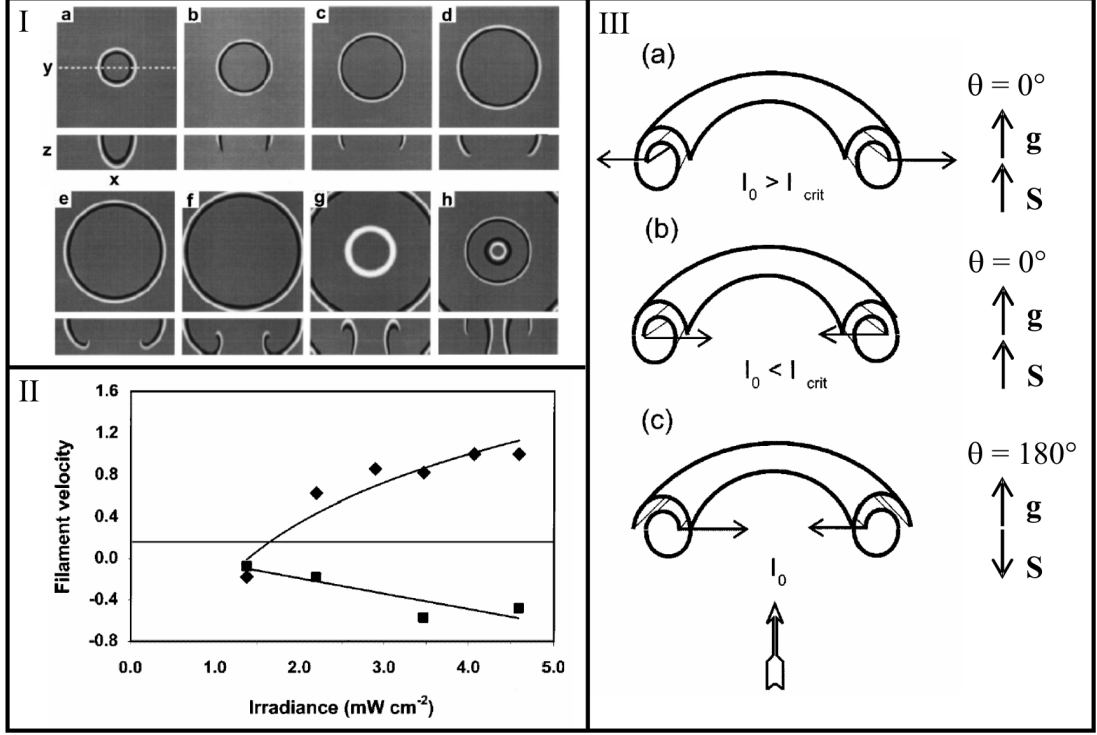 I
a b c d
y
z
x
e f g h
II
1.6
1.2
0.8
0.4
0.0
-0.4
-0.8
Filament velocity
0.0 1.0 2.0 3.0 4.0 5.0
Irradiance (mW cm-2)
III
(a)
θ = 0°
g
I0 > I crit
S
(b)
θ = 0°
g
I0 < I crit
S
(c)
θ = 180°
g
I0
S